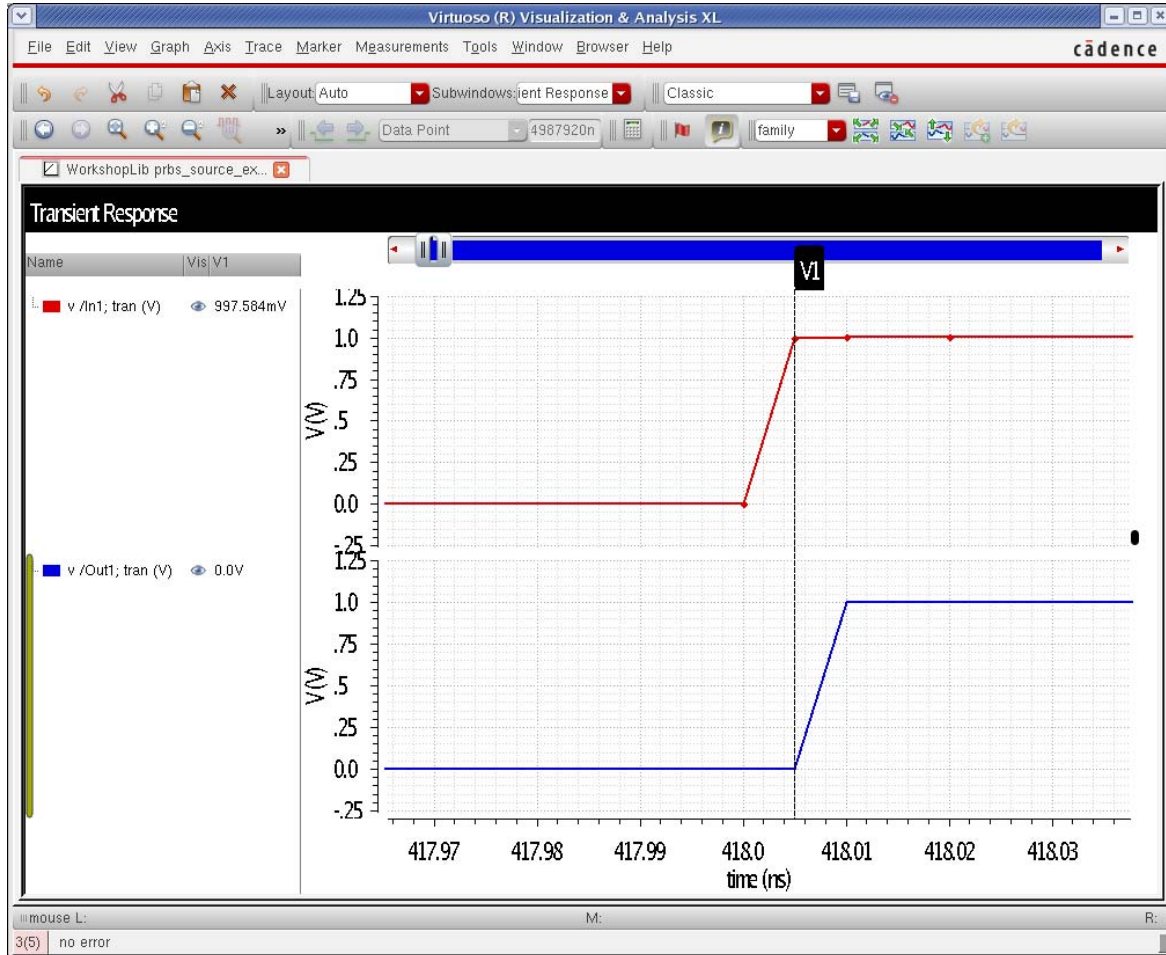 Virtuoso (R) Visualization & Analysis XL
File Edit View Graph Axis Trace Marker Measurements Tools Window Browser Help cādence
Layout: Auto Subwindows: ient Response Classic
» Data Point 4987920n family
WorkshopLib prbs_source_ex...
Transient Response
Name Vis V1
V1
v /In1; tran (V) 997.584mV
1.25
1.0
.75
.5
.25
0.0
-.25
V(V)
v /Out1; tran (V) 0.0V
1.25
1.0
.75
.5
.25
0.0
-.25
V(V)
417.97 417.98 417.99 418.0 418.01 418.02 418.03
time (ns)
mouse L: M: R:
3(5) no error